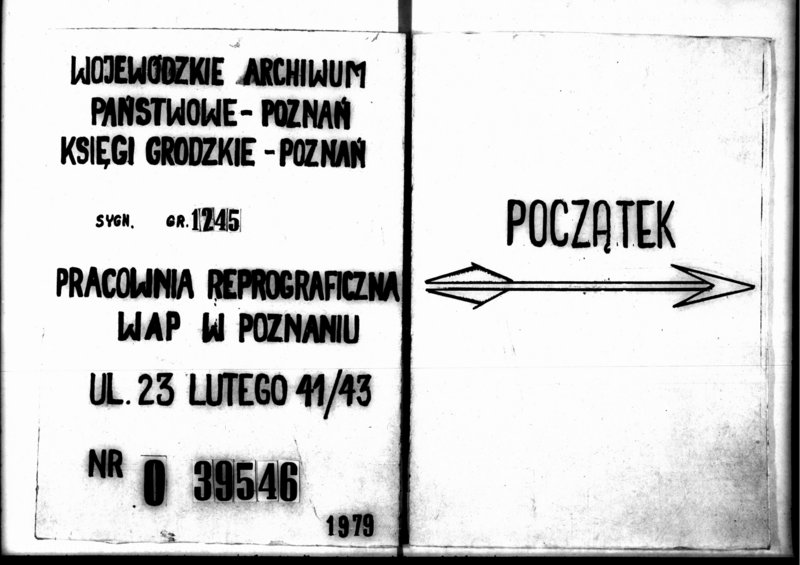 WOJEWÓDZKIE ARCHIWUM
PAŃSTWOWE - POZNAŃ
KSIĘGI GRODZKIE - POZNAŃ
SYGN. GR. 1245
PRACOWNIA REPROGRAFICZNA
WAP W POZNANIU
UL. 23 LUTEGO 41/43
NR 0 39546
1979
POCZĄTEK